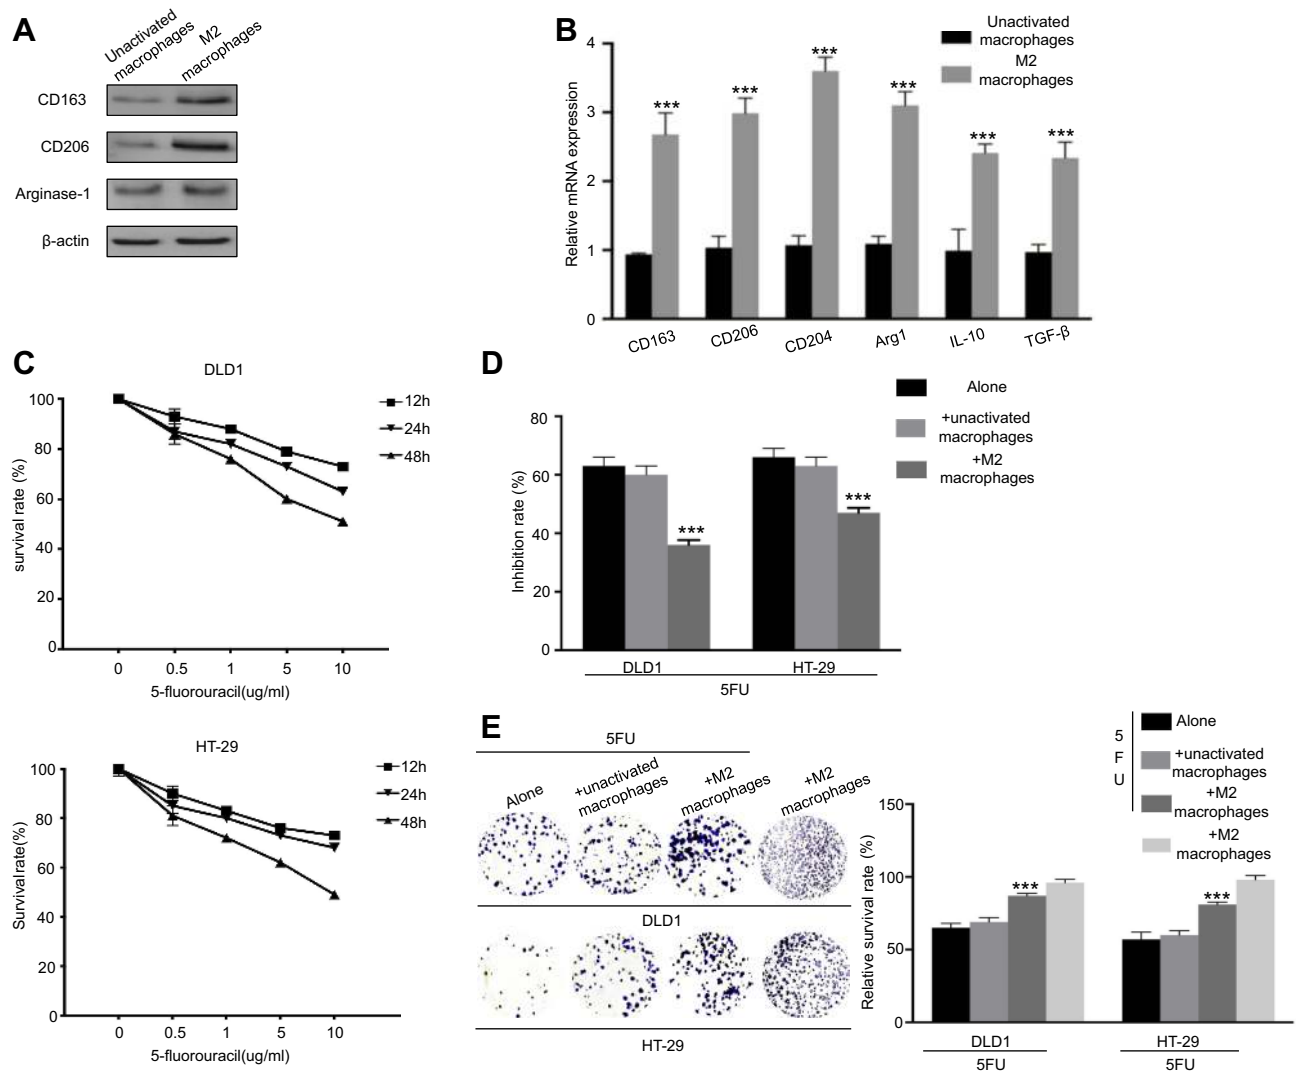 A
Unactivated
macrophages
M2
macrophages
CD163
CD206
Arginase-1
β-actin
B
Unactivated
macrophages
M2
macrophages
Relative mRNA expression
4
3
2
1
0
***
***
***
***
***
***
CD163
CD206
CD204
Arg1
IL-10
TGF-β
C
DLD1
12h
24h
48h
survival rate (%)
100
80
60
40
20
0
0
0.5
1
5
10
5-fluorouracil(ug/ml)
HT-29
12h
24h
48h
Survival rate(%)
100
80
60
40
20
0
0
0.5
1
5
10
5-fluorouracil(ug/ml)
D
Alone
+unactivated
macrophages
+M2
macrophages
Inhibition rate (%)
80
60
40
20
0
***
***
DLD1
HT-29
5FU
E
5FU
Alone
+unactivated
macrophages
+M2
macrophages
+M2
macrophages
DLD1
HT-29
5
F
U
Alone
+unactivated
macrophages
+M2
macrophages
+M2
macrophages
Relative survival rate (%)
150
100
50
0
***
***
DLD1
HT-29
5FU
5FU